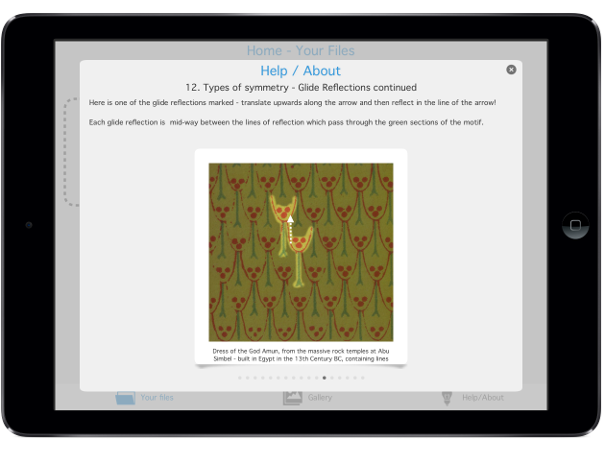 Home - Your Files
Help / About
12. Types of symmetry - Glide Reflections continued
Here is one of the glide reflections marked - translate upwards along the arrow and then reflect in the line of the arrow!
Each glide reflection is mid-way between the lines of reflection which pass through the green sections of the motif.
Dress of the God Amun, from the massive rock temples at Abu
Simbel - built in Egypt in the 13th Century BC, containing lines
Your files
Gallery
Help/About